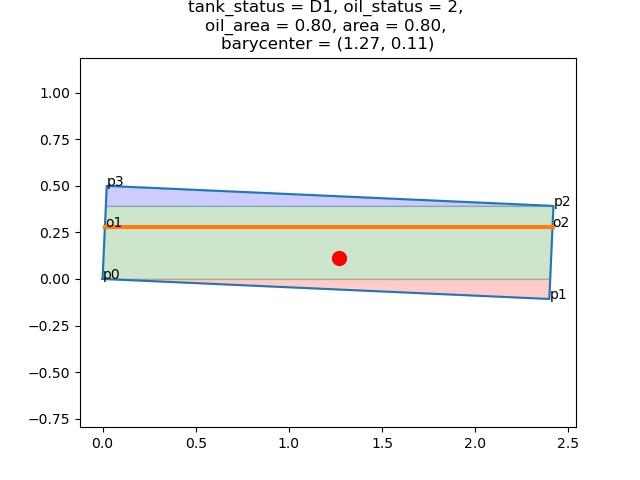 tank_status = D1, oil_status = 2,
oil_area = 0.80, area = 0.80,
barycenter = (1.27, 0.11)
1.00
0.75
0.50
0.25
0.00
−0.25
−0.50
−0.75
p3
p2
o1
o2
p0
p1
0.0
0.5
1.0
1.5
2.0
2.5